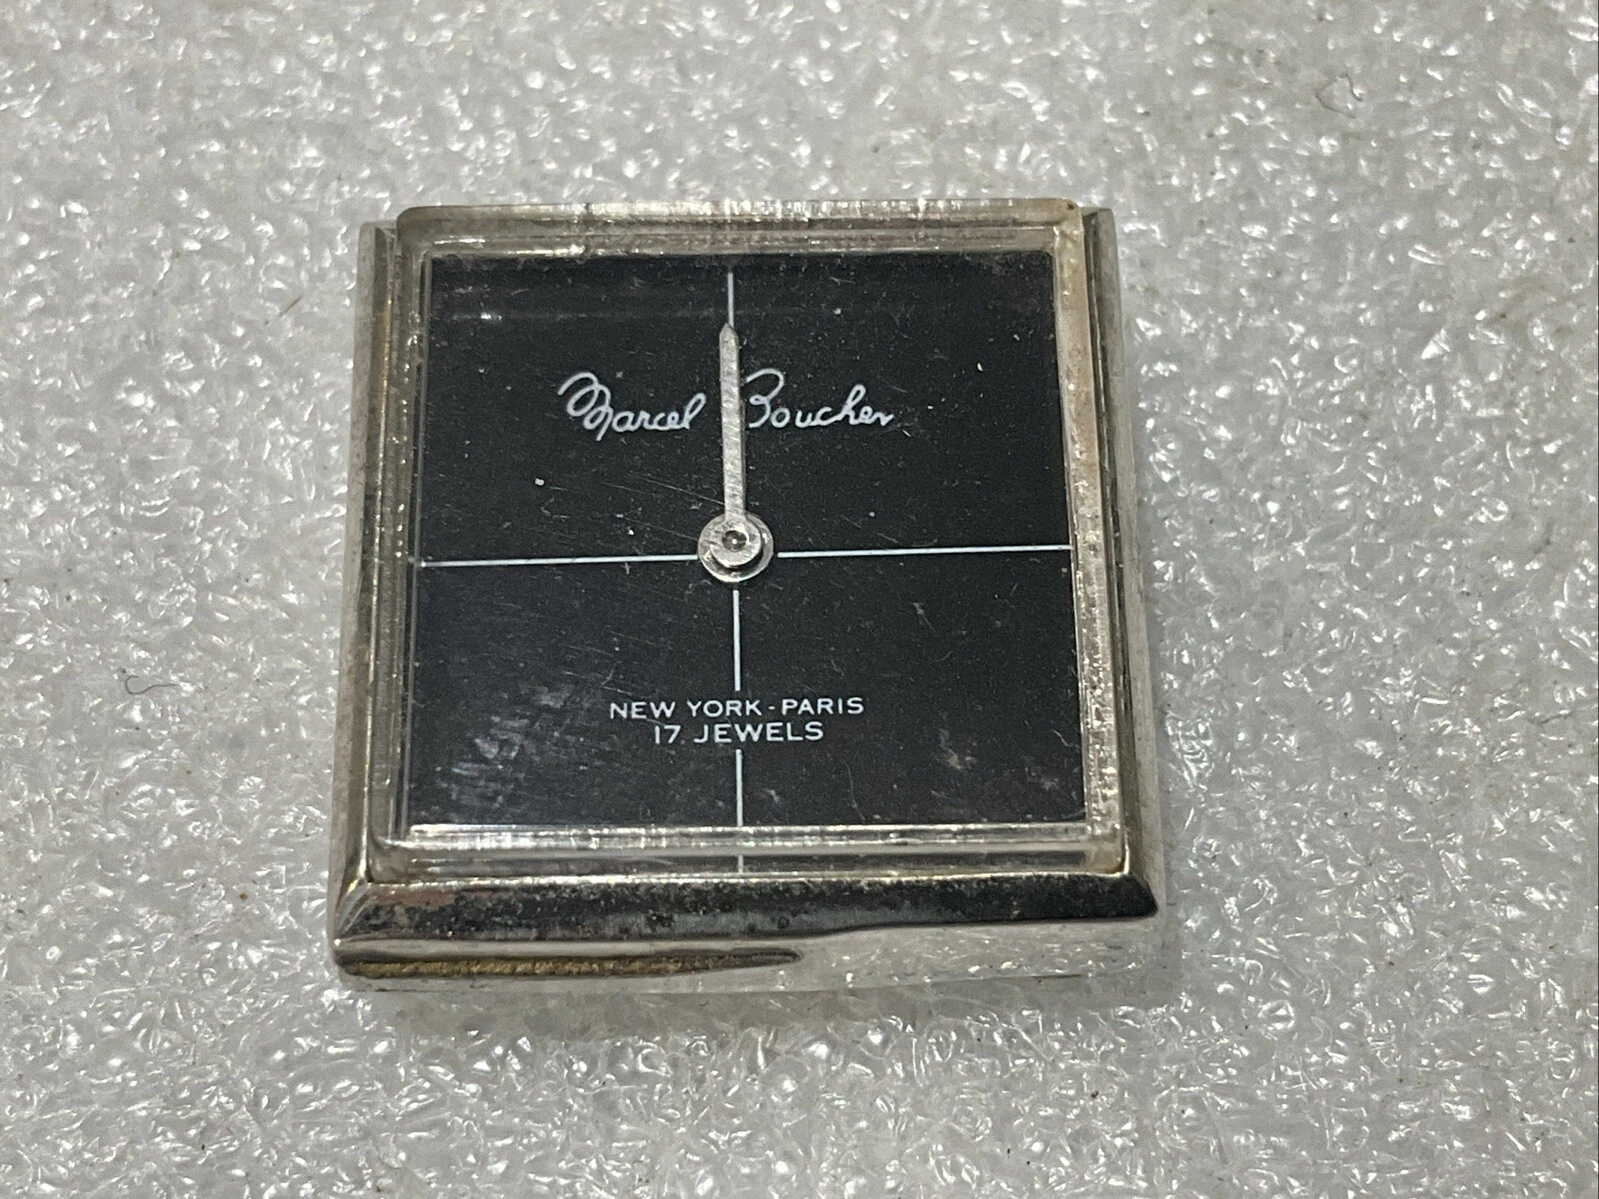 Marcel Boucher
NEW YORK - PARIS
17 JEWELS